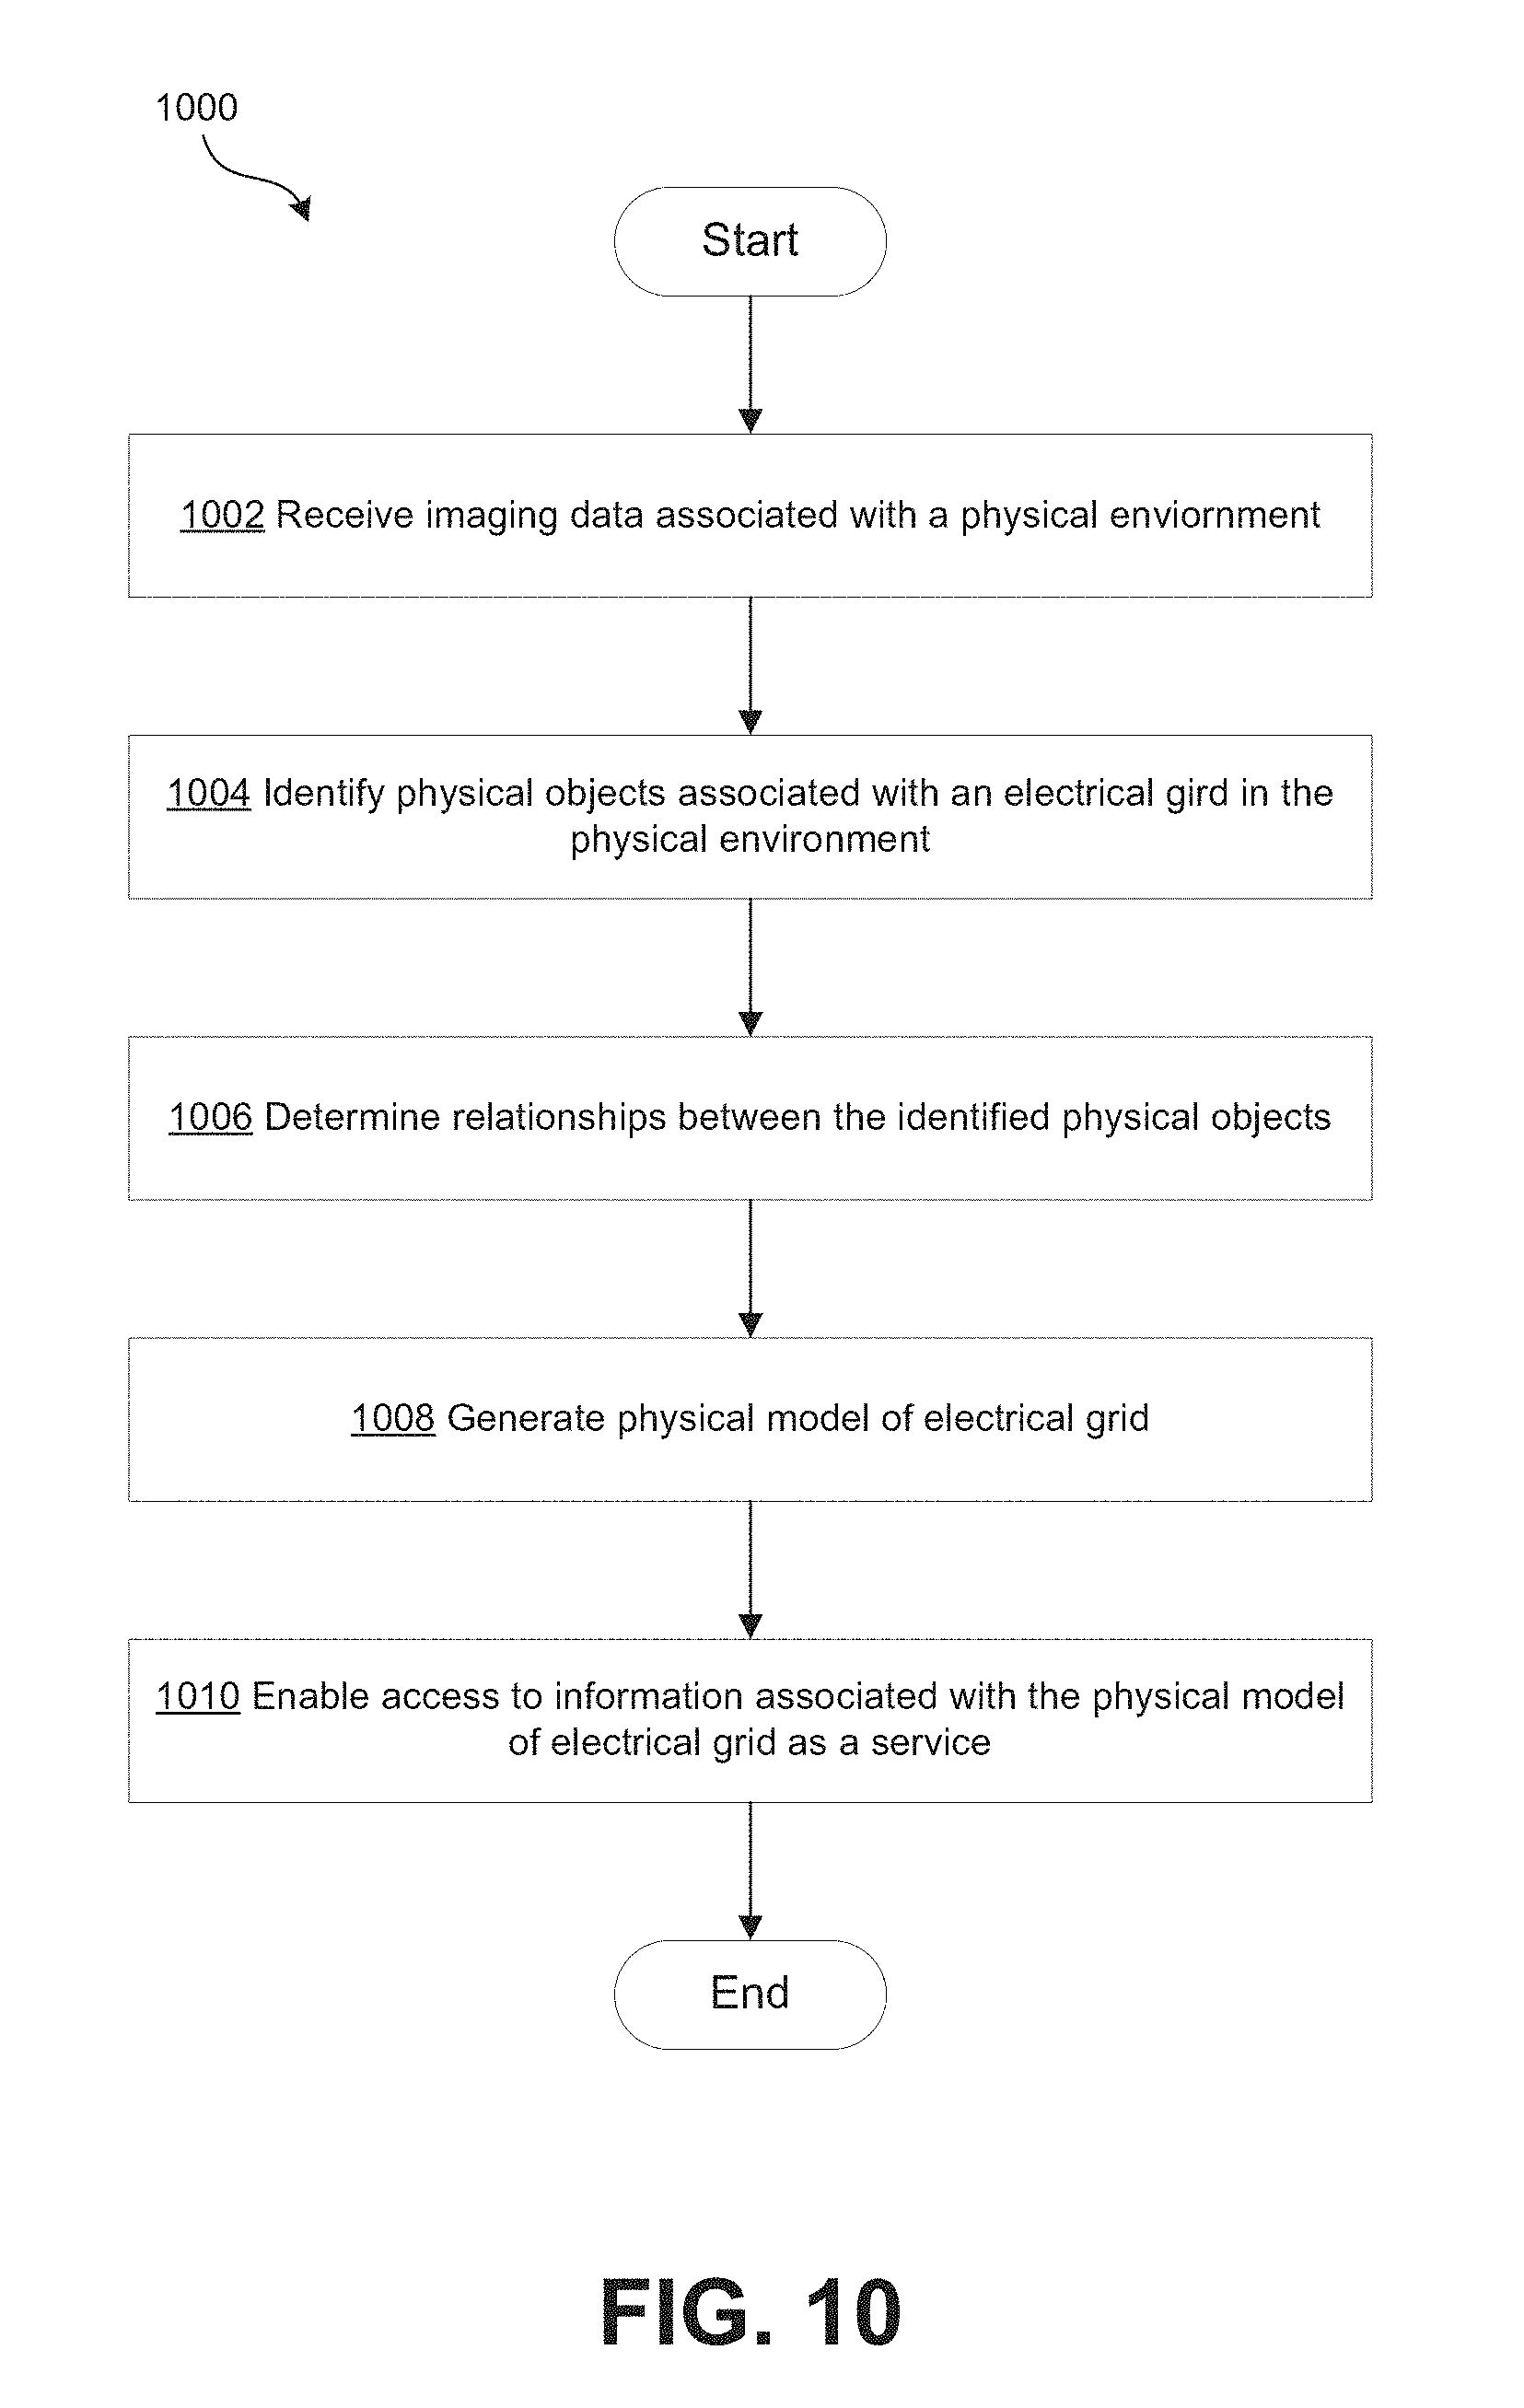 1000
Start
1002 Receive imaging data associated with a physical enviornment
1004 Identify physical objects associated with an electrical gird in the
physical environment
1006 Determine relationships between the identified physical objects
1008 Generate physical model of electrical grid
1010 Enable access to information associated with the physical model
of electrical grid as a service
End
FIG. 10